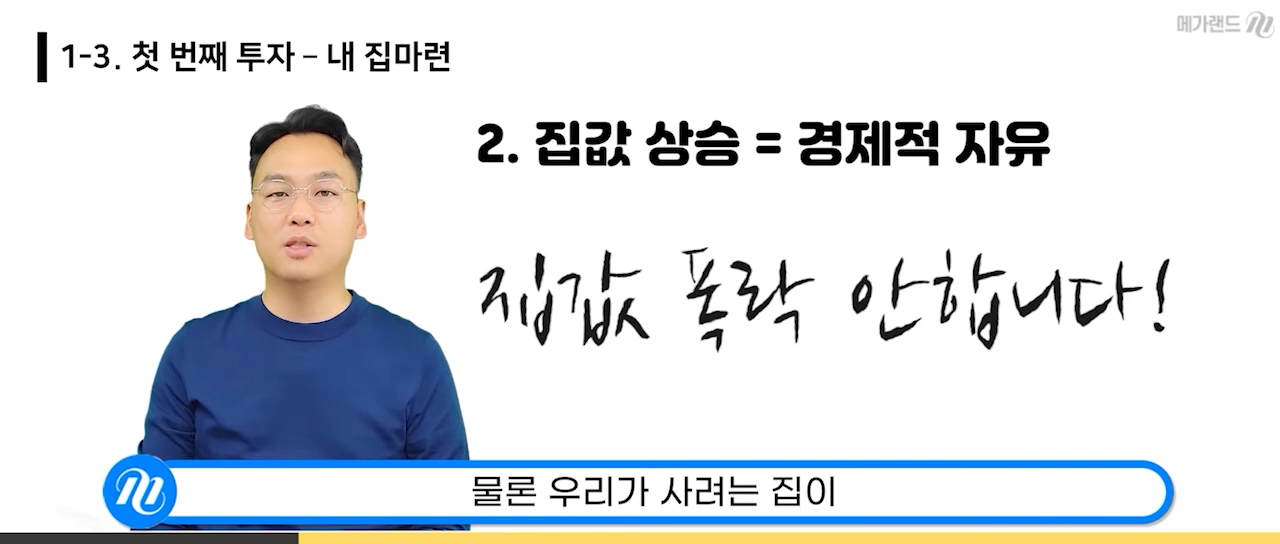 메가랜드
1-3. 첫 번째 투자 – 내 집마련
2. 집값 상승 = 경제적 자유
집값 폭락 안합니다!
물론 우리가 사려는 집이